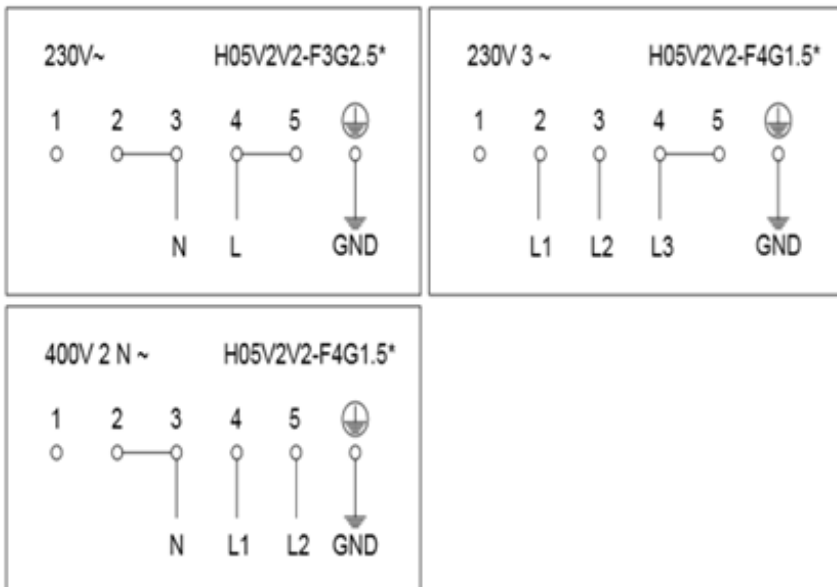 230V~ H05V2V2-F3G2.5*
1 2 3 4 5
N L GND
230V 3 ~ H05V2V2-F4G1.5*
1 2 3 4 5
L1 L2 L3 GND
400V 2 N ~ H05V2V2-F4G1.5*
1 2 3 4 5
N L1 L2 GND